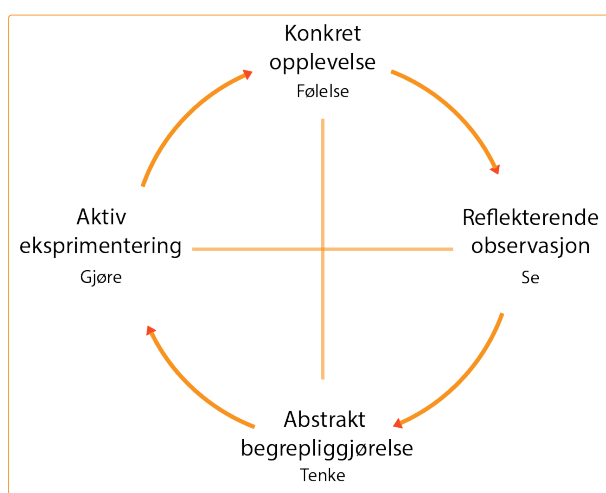 Konkret
opplevelse
Følelse
Aktiv
eksprimentering
Gjøre
Reflekterende
observasjon
Se
Abstrakt
begrepliggjørelse
Tenke